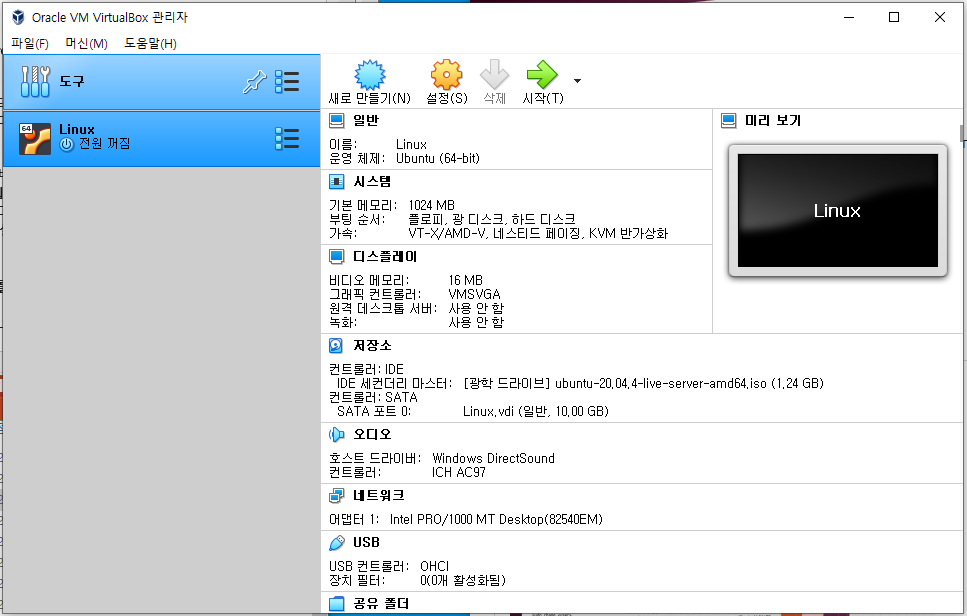 Oracle VM VirtualBox 관리자
파일(F) 머신(M) 도움말(H)
도구
새로 만들기(N) 설정(S) 삭제 시작(T)
64
Linux
전원 꺼짐
일반
이름: Linux
운영 체제: Ubuntu (64-bit)
시스템
기본 메모리: 1024 MB
부팅 순서: 플로피, 광 디스크, 하드 디스크
가속: VT-X/AMD-V, 네스티드 페이징, KVM 반가상화
디스플레이
비디오 메모리: 16 MB
그래픽 컨트롤러: VMSVGA
원격 데스크톱 서버: 사용 안 함
녹화: 사용 안 함
미리 보기
Linux
저장소
컨트롤러: IDE
IDE 세컨더리 마스터: [광학 드라이브] ubuntu-20.04.4-live-server-amd64.iso (1.24 GB)
컨트롤러: SATA
SATA 포트 0: Linux.vdi (일반, 10.00 GB)
오디오
호스트 드라이버: Windows DirectSound
컨트롤러: ICH AC97
네트워크
어댑터 1: Intel PRO/1000 MT Desktop(82540EM)
USB
USB 컨트롤러: OHCI
장치 필터: 0(0개 활성화됨)
공유 폴더